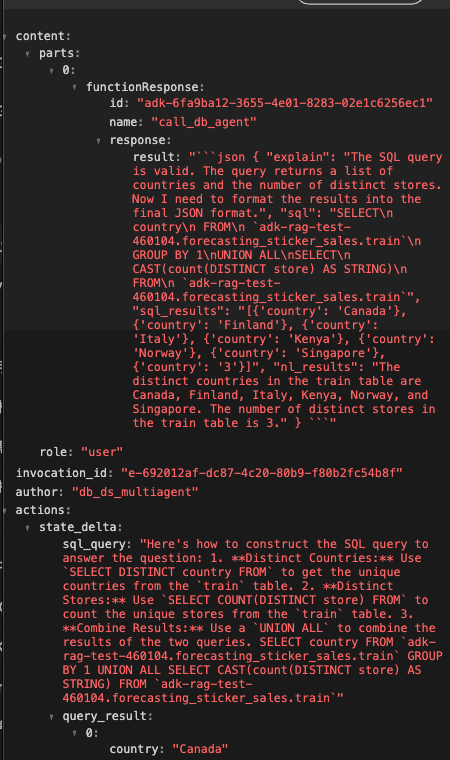 content:
parts:
0:
functionResponse:
id: "adk-6fa9ba12-3655-4e01-8283-02e1c6256ec1"
name: "call_db_agent"
response:
result: "```json { "explain": "The SQL query
is valid. The query returns a list of
countries and the number of distinct stores.
Now I need to format the results into the
final JSON format.", "sql": "SELECT\n
country\n FROM\n `adk-rag-test-
460104.forecasting_sticker_sales.train`\n
GROUP BY 1\nUNION ALL\nSELECT\n
CAST(count(DISTINCT store) AS STRING)\n
FROM\n `adk-rag-test-
460104.forecasting_sticker_sales.train`",
"sql_results": "[{'country': 'Canada'},
{'country': 'Finland'}, {'country':
'Italy'}, {'country': 'Kenya'}, {'country':
'Norway'}, {'country': 'Singapore'},
{'country': '3'}]", "nl_results": "The
distinct countries in the train table are
Canada, Finland, Italy, Kenya, Norway, and
Singapore. The number of distinct stores in
the train table is 3." } ```"
role: "user"
invocation_id: "e-692012af-dc87-4c20-80b9-f80b2fc54b8f"
author: "db_ds_multiagent"
actions:
state_delta:
sql_query: "Here's how to construct the SQL query to
answer the question: 1. **Distinct Countries:** Use
`SELECT DISTINCT country FROM` to get the unique
countries from the `train` table. 2. **Distinct
Stores:** Use `SELECT COUNT(DISTINCT store) FROM` to
count the unique stores from the `train` table. 3.
**Combine Results:** Use a `UNION ALL` to combine the
results of the two queries. SELECT country FROM `adk-
rag-test-460104.forecasting_sticker_sales.train` GROUP
BY 1 UNION ALL SELECT CAST(count(DISTINCT store) AS
STRING) FROM `adk-rag-test-
460104.forecasting_sticker_sales.train`"
query_result:
0:
country: "Canada"